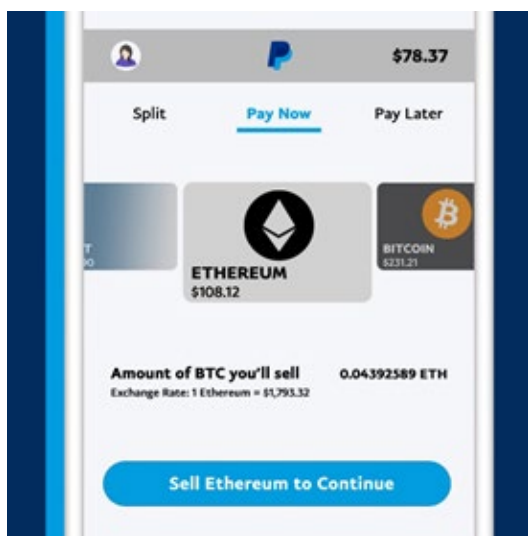 $78.37
Split Pay Now Pay Later
T
BITCOIN
$231.21
ETHEREUM
$108.12
Amount of BTC you'll sell 0.04392589 ETH
Exchange Rate: 1 Ethereum = $1,793.32
Sell Ethereum to Continue